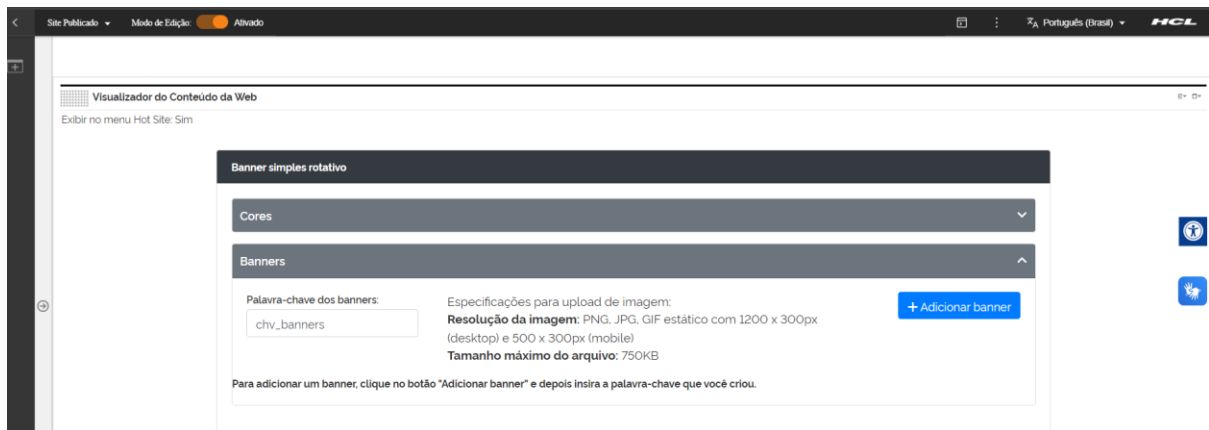 Site Publicado Modo de Edição: Ativado Português (Brasil) HCL
Visualizador do Conteúdo da Web
Exibir no menu Hot Site: Sim
Banner simples rotativo
Cores
Banners
Palavra-chave dos banners:
chv_banners
Especificações para upload de imagem:
Resolução da imagem: PNG, JPG, GIF estático com 1200 x 300px
(desktop) e 500 x 300px (mobile)
Tamanho máximo do arquivo: 750KB
+ Adicionar banner
Para adicionar um banner, clique no botão "Adicionar banner" e depois insira a palavra-chave que você criou.